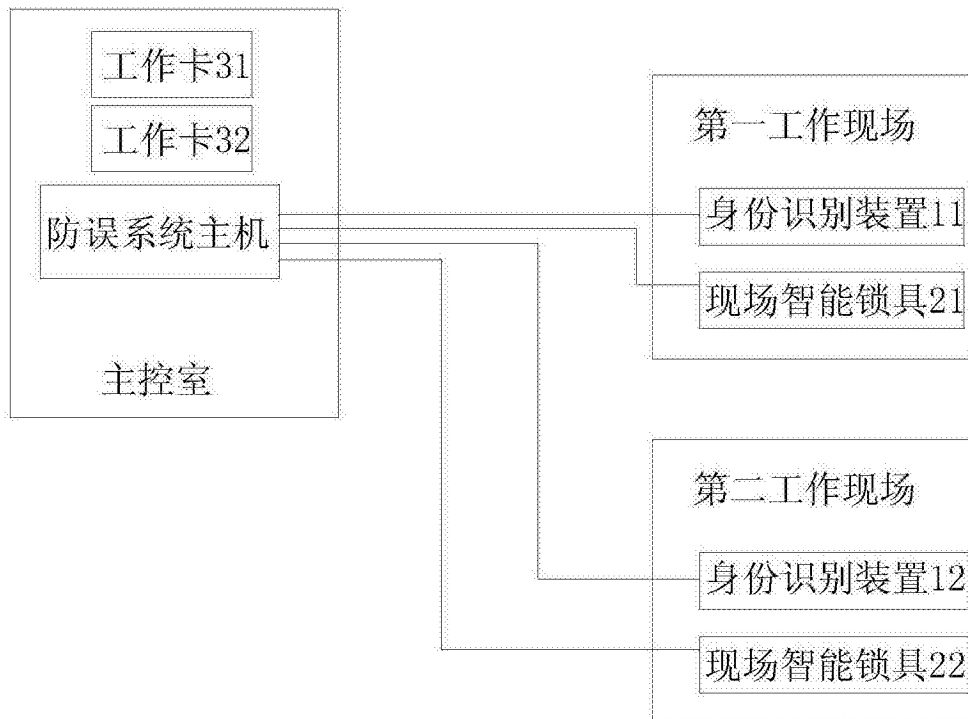 工作卡31
工作卡32
防误系统主机
主控室
第一工作现场
身份识别装置11
现场智能锁具21
第二工作现场
身份识别装置12
现场智能锁具22